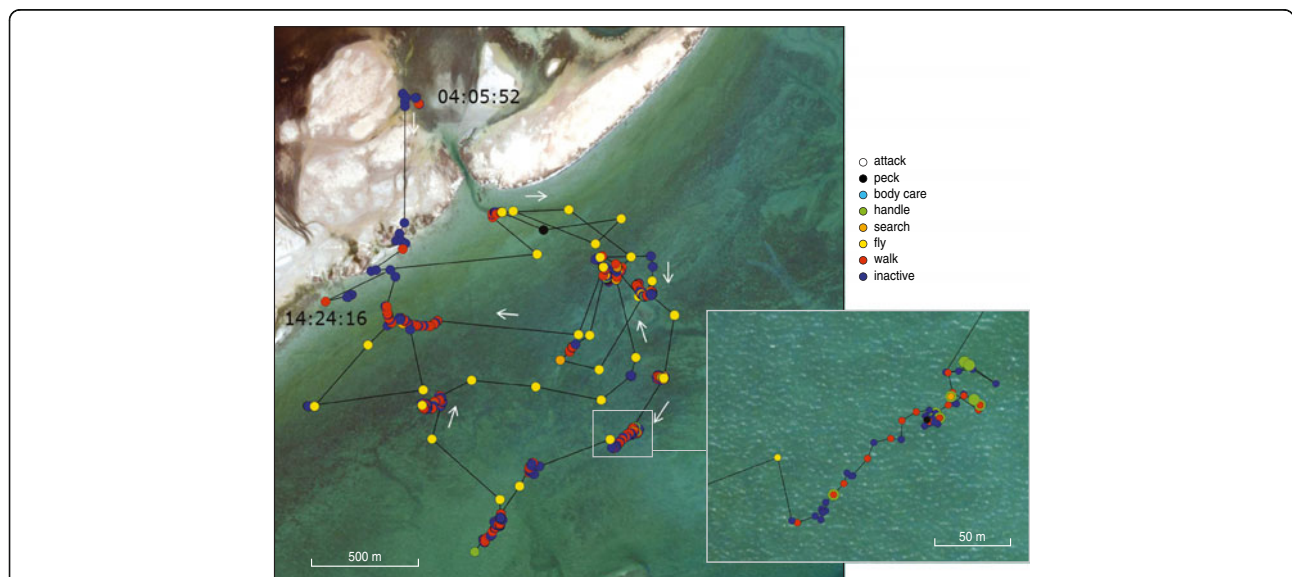 04:05:52
attack
peck
body care
handle
search
fly
walk
inactive
14:24:16
500 m
50 m